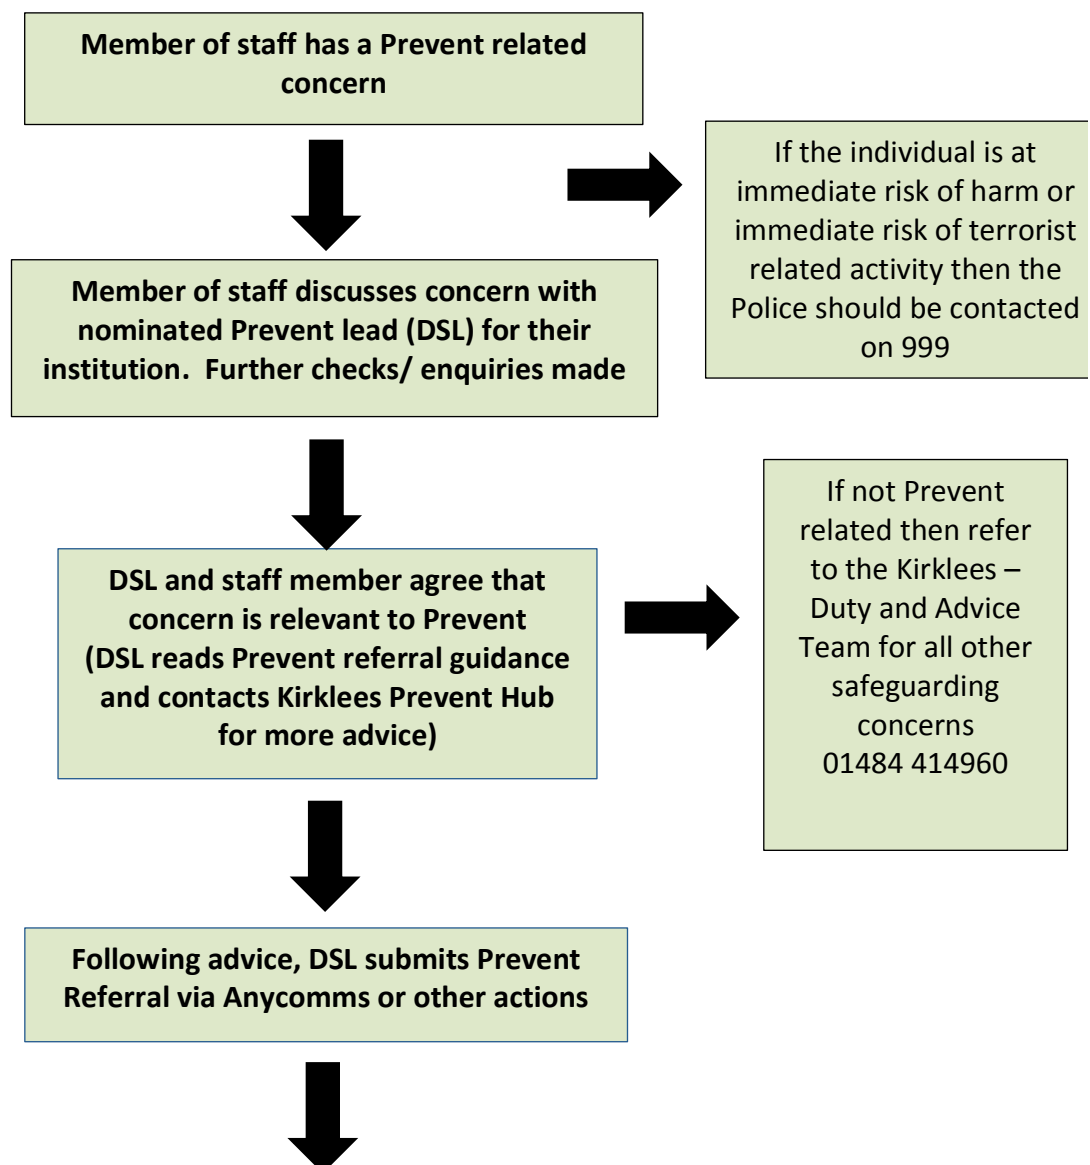 Member of staff has a Prevent related
concern
If the individual is at
immediate risk of harm or
immediate risk of terrorist
related activity then the
Police should be contacted
on 999
Member of staff discusses concern with
nominated Prevent lead (DSL) for their
institution.  Further checks/ enquiries made
DSL and staff member agree that
concern is relevant to Prevent
(DSL reads Prevent referral guidance
and contacts Kirklees Prevent Hub
for more advice)
If not Prevent
related then refer
to the Kirklees –
Duty and Advice
Team for all other
safeguarding
concerns
01484 414960
Following advice, DSL submits Prevent
Referral via Anycomms or other actions